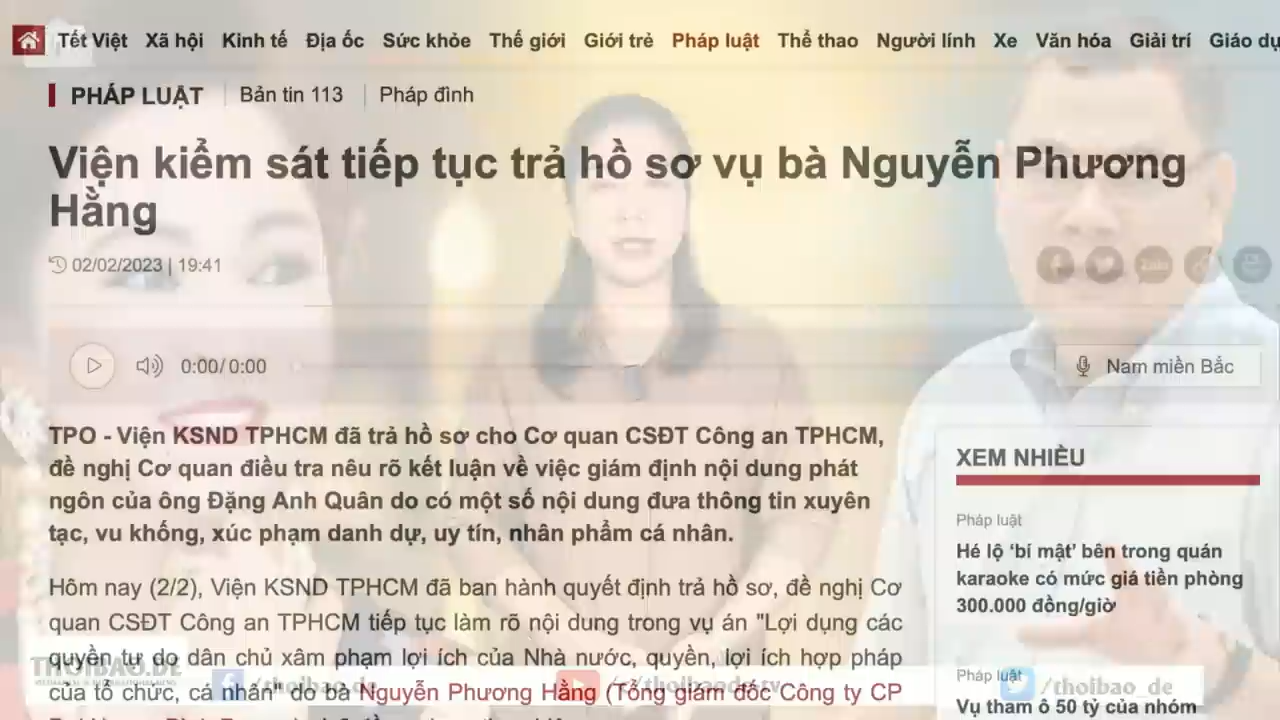 Tết Việt Xã hội Kinh tế Địa ốc Sức khỏe Thế giới Giới trẻ Pháp luật Thể thao Người lính Xe Văn hóa Giải trí Giáo dụ
PHÁP LUẬT Bản tin 113 Pháp đình
Viện kiểm sát tiếp tục trả hồ sơ vụ bà Nguyễn Phương
Hằng
02/02/2023 | 19:41
Zalo
0:00/ 0:00
Nam miền Bắc
TPO - Viện KSND TPHCM đã trả hồ sơ cho Cơ quan CSĐT Công an TPHCM,
đề nghị Cơ quan điều tra nêu rõ kết luận về việc giám định nội dung phát
ngôn của ông Đặng Anh Quân do có một số nội dung đưa thông tin xuyên
tạc, vu khống, xúc phạm danh dự, uy tín, nhân phẩm cá nhân.
Hôm nay (2/2), Viện KSND TPHCM đã ban hành quyết định trả hồ sơ, đề nghị Cơ
quan CSĐT Công an TPHCM tiếp tục làm rõ nội dung trong vụ án "Lợi dụng các
quyền tự do dân chủ xâm phạm lợi ích của Nhà nước, quyền, lợi ích hợp pháp
của tổ chức, cá nhân" do bà Nguyễn Phương Hằng (Tổng giám đốc Công ty CP
XEM NHIỀU
Pháp luật
Hé lộ ‘bí mật’ bên trong quán
karaoke có mức giá tiền phòng
300.000 đồng/giờ
Pháp luật
Vụ tham ô 50 tỷ của nhóm
THOIBAO.DE
/thoibao.de
/thoibaode.tv
/thoibao_de